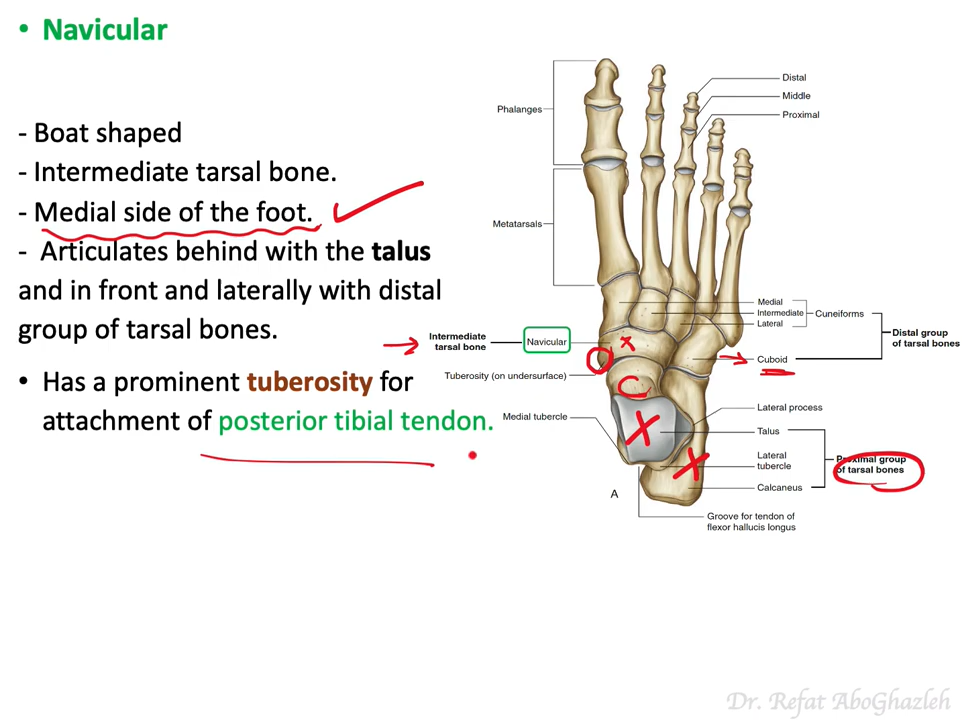 • Navicular
- Boat shaped
- Intermediate tarsal bone.
- Medial side of the foot.
- Articulates behind with the talus
and in front and laterally with distal
group of tarsal bones.
• Has a prominent tuberosity for
attachment of posterior tibial tendon.
Phalanges
Distal
Middle
Proximal
Metatarsals
Medial
Intermediate
Lateral
Cuneiforms
Distal group
of tarsal bones
Intermediate
tarsal bone
Navicular
Cuboid
Tuberosity (on undersurface)
Medial tubercle
Lateral process
Talus
Lateral
tubercle
Proximal group
of tarsal bones
Calcaneus
A
Groove for tendon of
flexor hallucis longus
Dr. Refat AboGhazleh